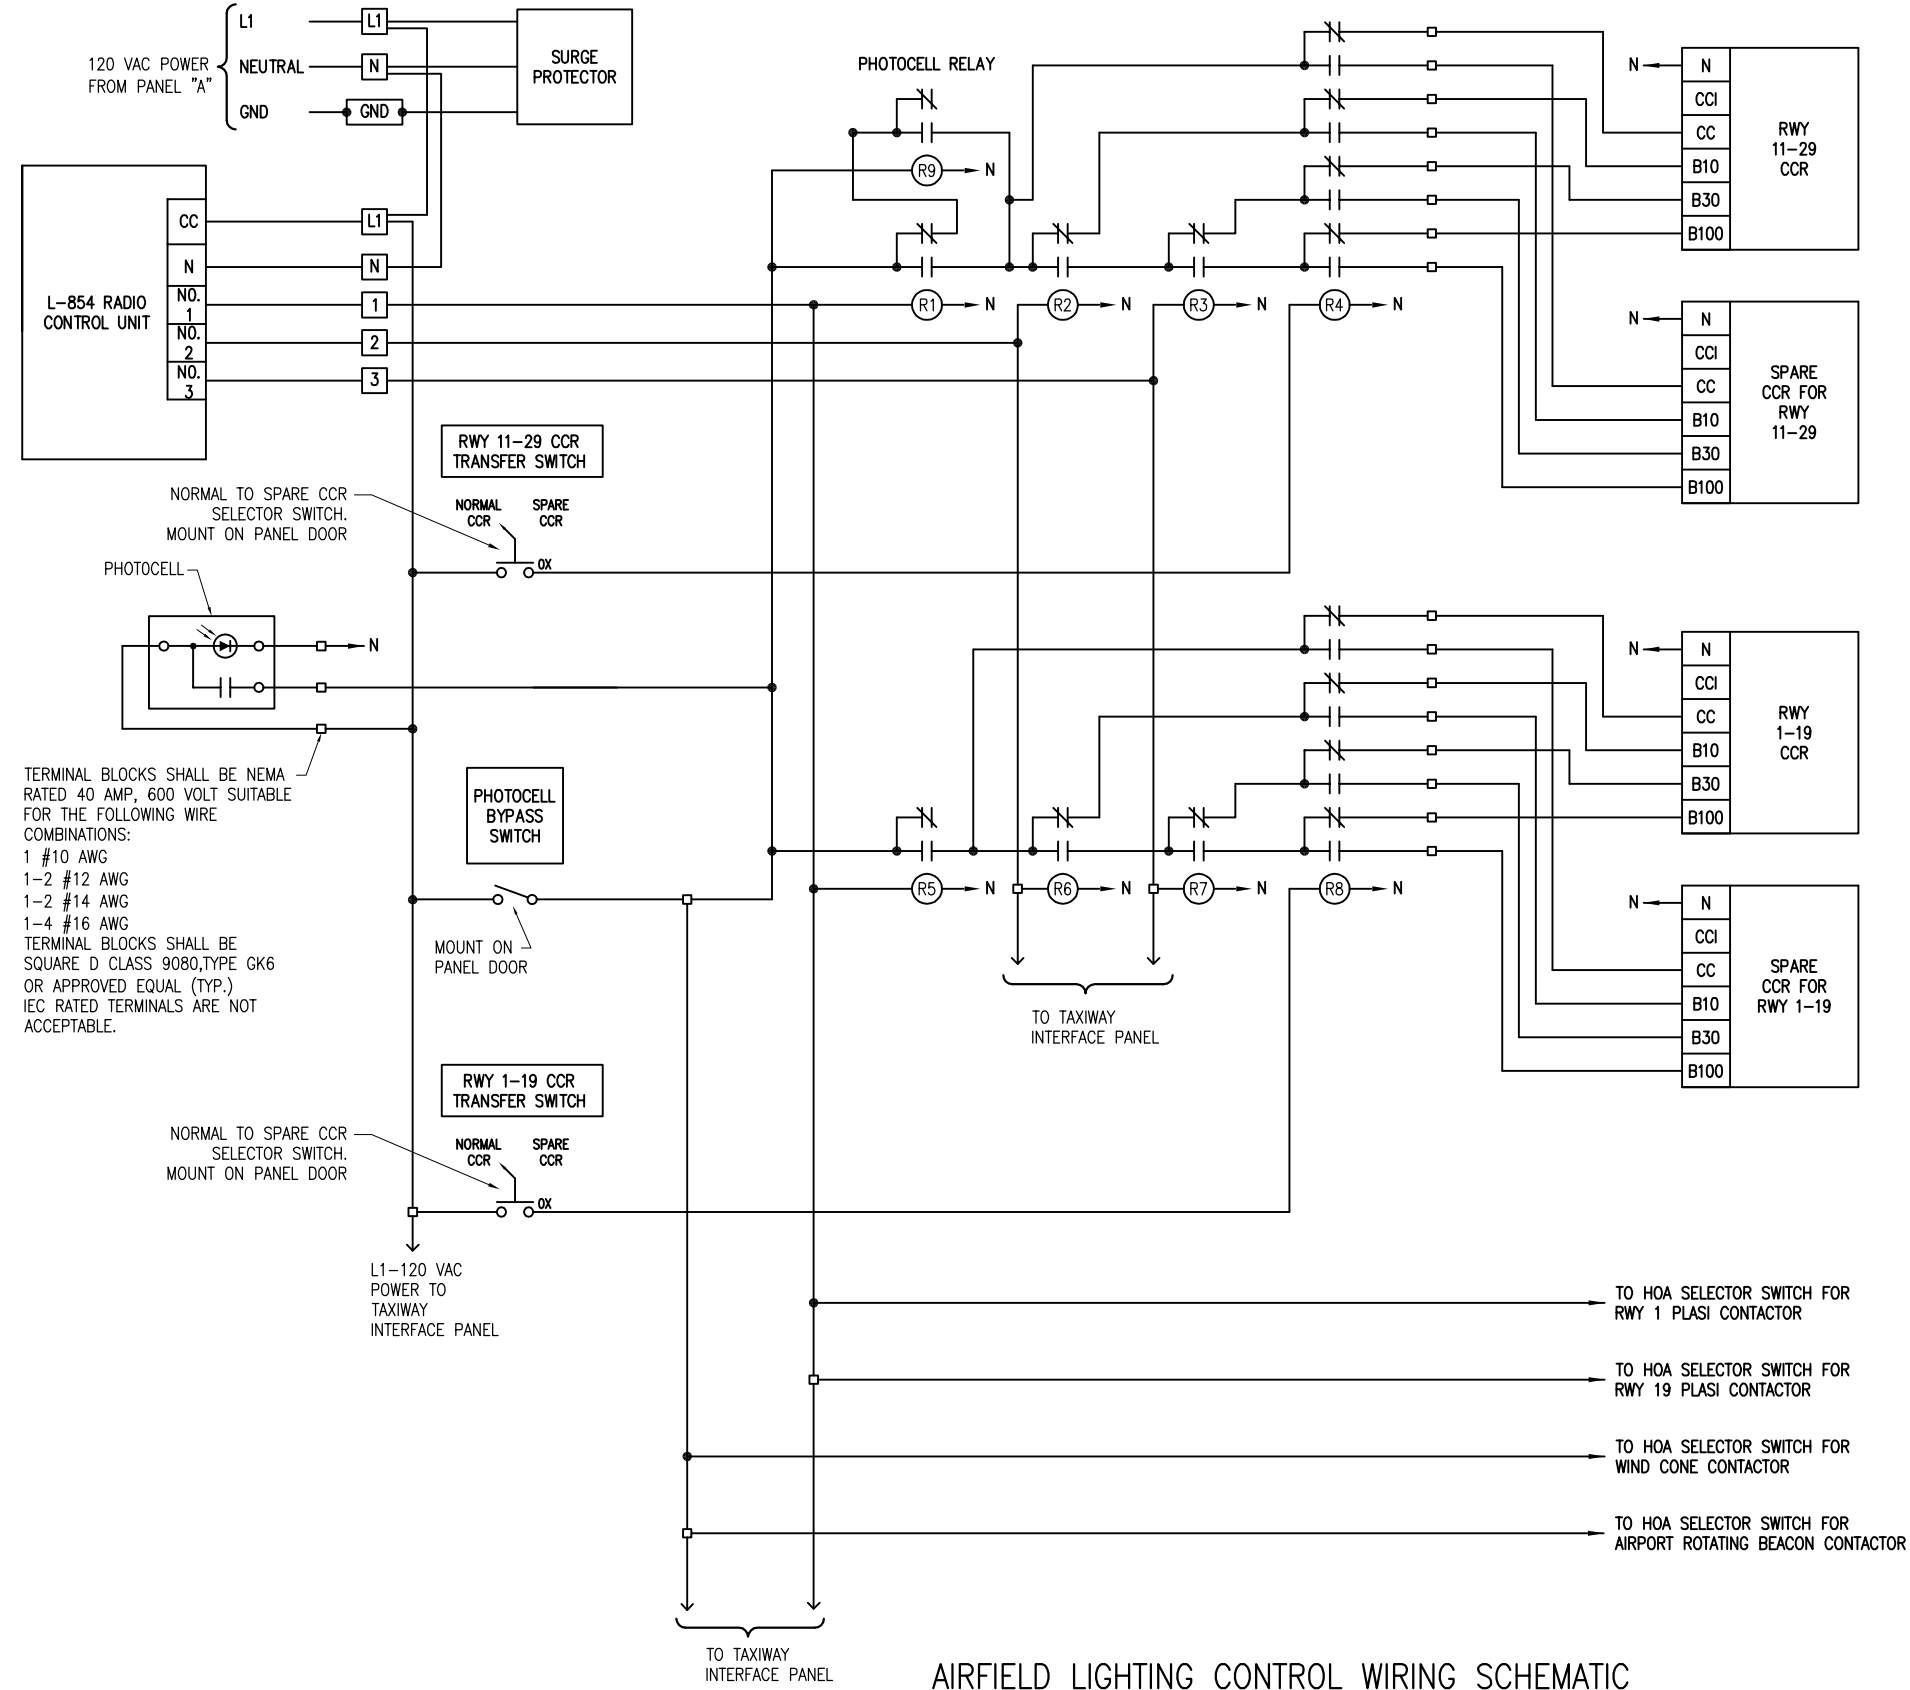 120 VAC POWER
FROM PANEL "A"
L1
NEUTRAL
GND
L1
N
GND
SURGE
PROTECTOR
L-854 RADIO
CONTROL UNIT
CC
N
NO.
1
NO.
2
NO.
3
L1
N
1
2
3
PHOTOCELL RELAY
R9
N
R1
N
R2
N
R3
N
R4
N
N
N
CCI
CC
B10
B30
B100
RWY
11-29
CCR
N
N
CCI
CC
B10
B30
B100
SPARE
CCR FOR
RWY
11-29
RWY 11-29 CCR
TRANSFER SWITCH
NORMAL
CCR
SPARE
CCR
OX
NORMAL TO SPARE CCR
SELECTOR SWITCH.
MOUNT ON PANEL DOOR
PHOTOCELL
N
TERMINAL BLOCKS SHALL BE NEMA
RATED 40 AMP, 600 VOLT SUITABLE
FOR THE FOLLOWING WIRE
COMBINATIONS:
1 #10 AWG
1-2 #12 AWG
1-2 #14 AWG
1-4 #16 AWG
TERMINAL BLOCKS SHALL BE
SQUARE D CLASS 9080,TYPE GK6
OR APPROVED EQUAL (TYP.)
IEC RATED TERMINALS ARE NOT
ACCEPTABLE.
PHOTOCELL
BYPASS
SWITCH
MOUNT ON
PANEL DOOR
R5
N
R6
N
R7
N
R8
N
N
N
CCI
CC
B10
B30
B100
RWY
1-19
CCR
N
N
CCI
CC
B10
B30
B100
SPARE
CCR FOR
RWY 1-19
TO TAXIWAY
INTERFACE PANEL
RWY 1-19 CCR
TRANSFER SWITCH
NORMAL
CCR
SPARE
CCR
OX
NORMAL TO SPARE CCR
SELECTOR SWITCH.
MOUNT ON PANEL DOOR
L1-120 VAC
POWER TO
TAXIWAY
INTERFACE PANEL
TO HOA SELECTOR SWITCH FOR
RWY 1 PLASI CONTACTOR
TO HOA SELECTOR SWITCH FOR
RWY 19 PLASI CONTACTOR
TO HOA SELECTOR SWITCH FOR
WIND CONE CONTACTOR
TO HOA SELECTOR SWITCH FOR
AIRPORT ROTATING BEACON CONTACTOR
TO TAXIWAY
INTERFACE PANEL
AIRFIELD LIGHTING CONTROL WIRING SCHEMATIC